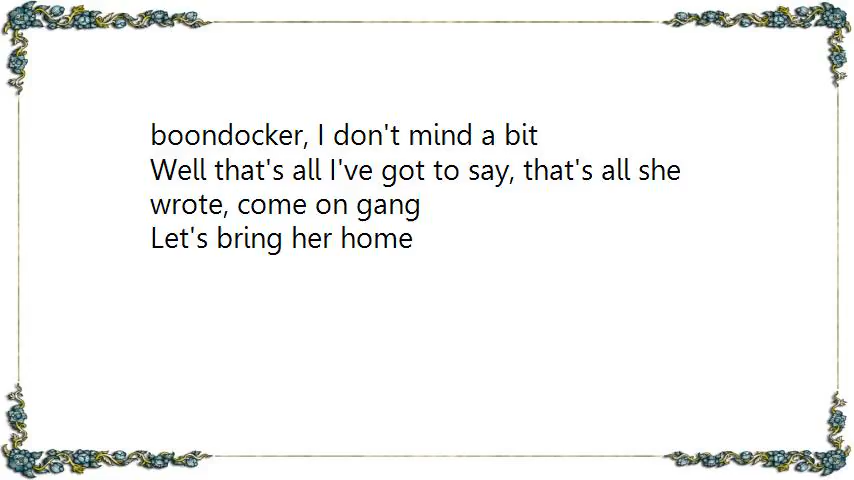 boondocker, I don't mind a bit
Well that's all I've got to say, that's all she
wrote, come on gang
Let's bring her home